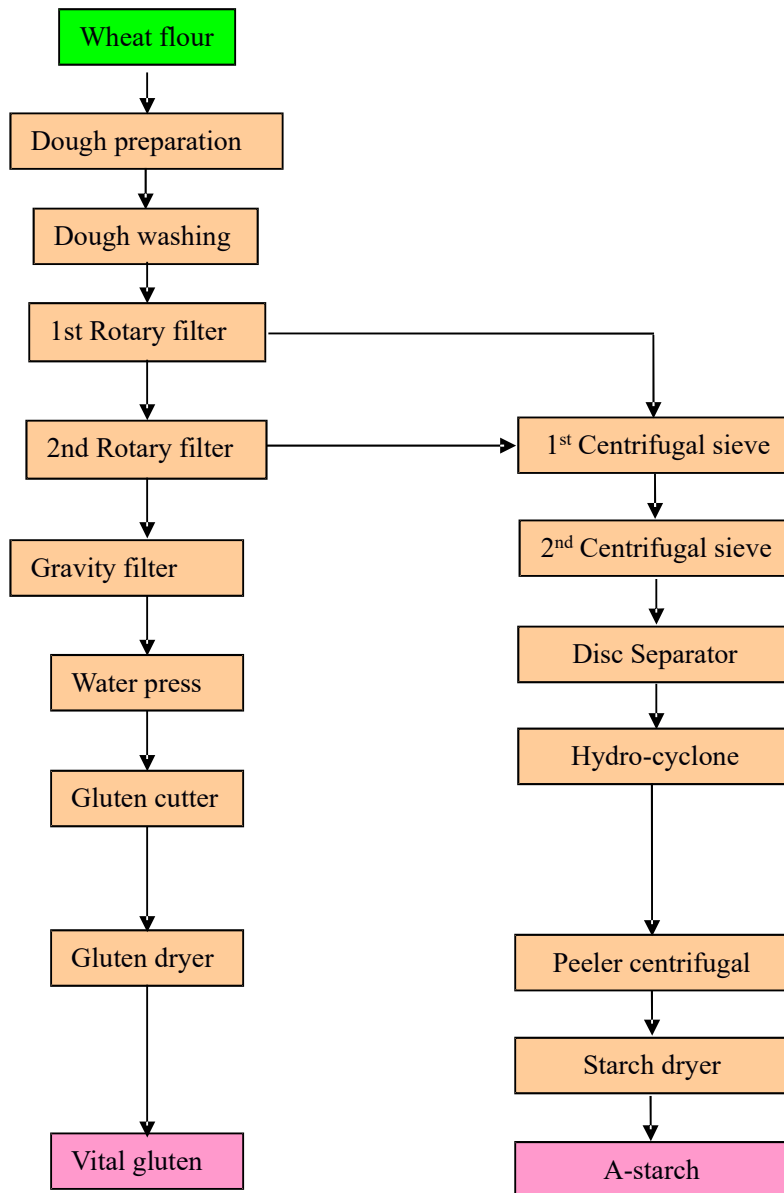 Wheat flour
Dough preparation
Dough washing
1st Rotary filter
2nd Rotary filter
Gravity filter
Water press
Gluten cutter
Gluten dryer
Vital gluten
1st Centrifugal sieve
2nd Centrifugal sieve
Disc Separator
Hydro-cyclone
Peeler centrifugal
Starch dryer
A-starch